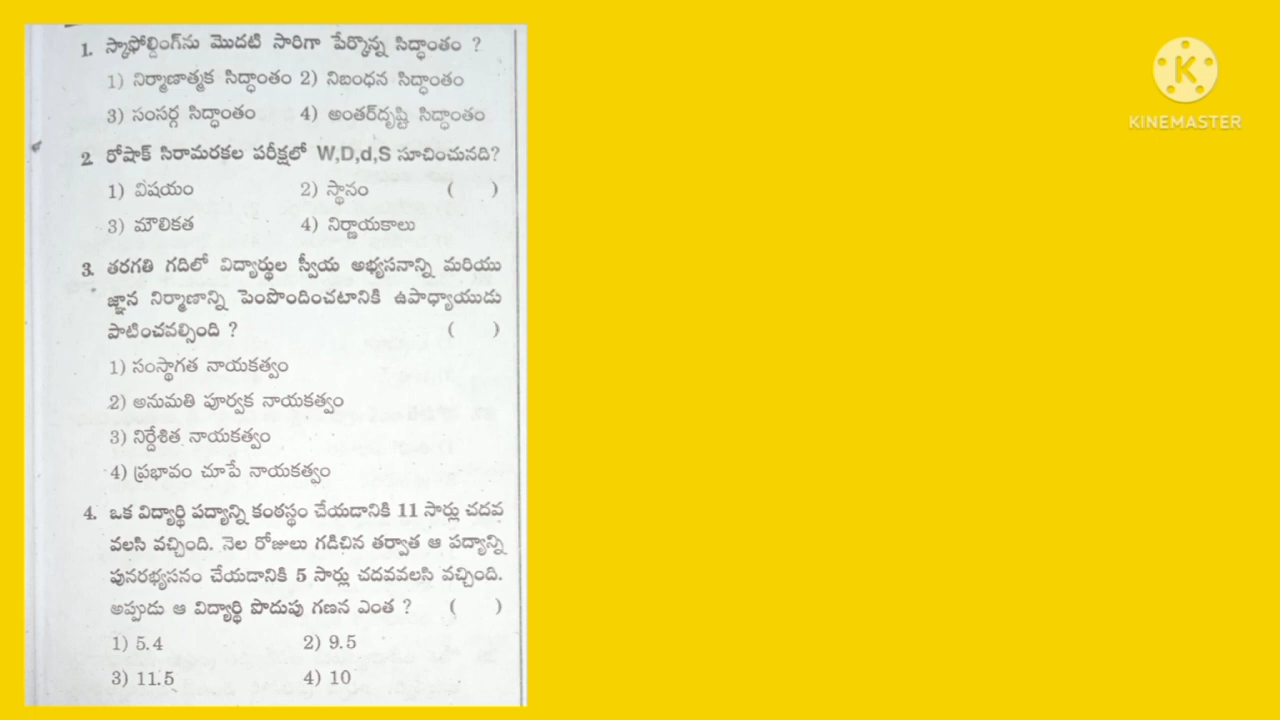 1. స్కాఫోల్డింగ్‌ను మొదటి సారిగా పేర్కొన్న సిద్ధాంతం ?
1) నిర్మాణాత్మక సిద్ధాంతం 2) నిబంధన సిద్ధాంతం
3) సంసర్గ సిద్ధాంతం 4) అంతర్‌దృష్టి సిద్ధాంతం
2. రోషాక్ సిరామరకల పరీక్షలో W,D,d,S సూచించునది?
1) విషయం 2) స్థానం ( )
3) మౌలికత 4) నిర్ణాయకాలు
3. తరగతి గదిలో విద్యార్థుల స్వీయ అభ్యసనాన్ని మరియు
జ్ఞాన నిర్మాణాన్ని పెంపొందించటానికి ఉపాధ్యాయుడు
పాటించవల్సింది ? ( )
1) సంస్థాగత నాయకత్వం
2) అనుమతి పూర్వక నాయకత్వం
3) నిర్దేశిత నాయకత్వం
4) ప్రభావం చూపే నాయకత్వం
4. ఒక విద్యార్థి పద్యాన్ని కంఠస్థం చేయడానికి 11 సార్లు చదవ
వలసి వచ్చింది. నెల రోజులు గడిచిన తర్వాత ఆ పద్యాన్ని
పునరభ్యసనం చేయడానికి 5 సార్లు చదవవలసి వచ్చింది.
అప్పుడు ఆ విద్యార్థి పొదుపు గణన ఎంత ? ( )
1) 5.4 2) 9.5
3) 11.5 4) 10
K
KINEMASTER